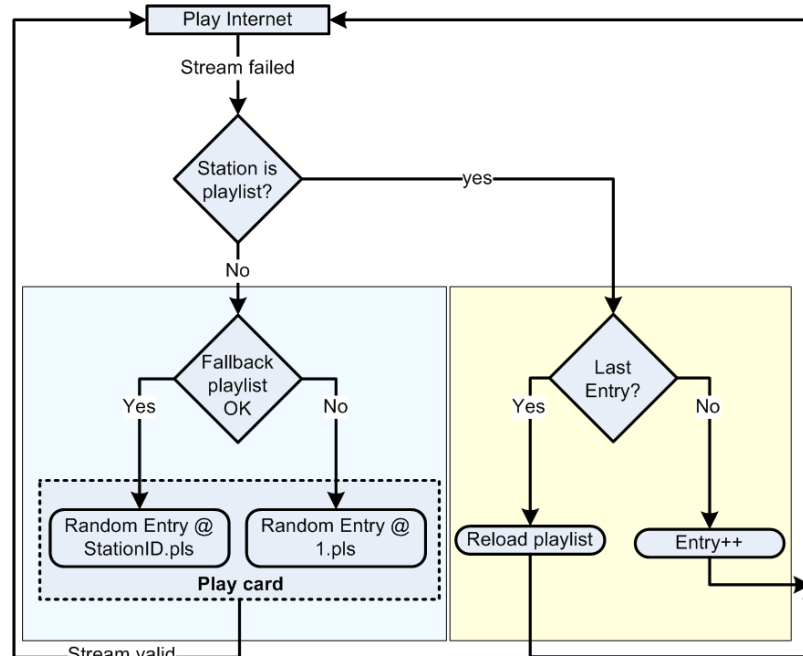 Play Internet
Stream failed
Station is
playlist?
yes
No
Fallback
playlist
OK
Yes
No
Random Entry @
StationID.pls
Random Entry @
1.pls
Play card
Last
Entry?
Yes
No
Reload playlist
Entry++
Stream valid